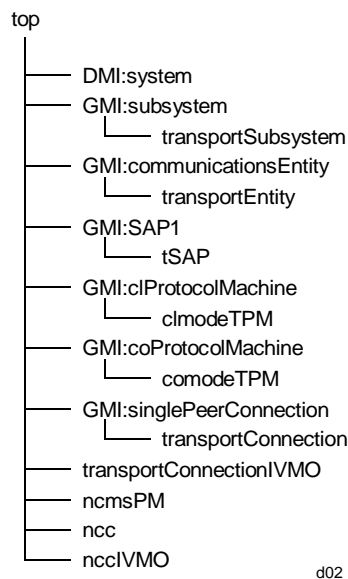 top
DMI:system
GMI:subsystem
transportSubsystem
GMI:communicationsEntity
transportEntity
GMI:SAP1
tSAP
GMI:clProtocolMachine
clmodeTPM
GMI:coProtocolMachine
comodeTPM
GMI:singlePeerConnection
transportConnection
transportConnectionIVMO
ncmsPM
ncc
nccIVMO
d02